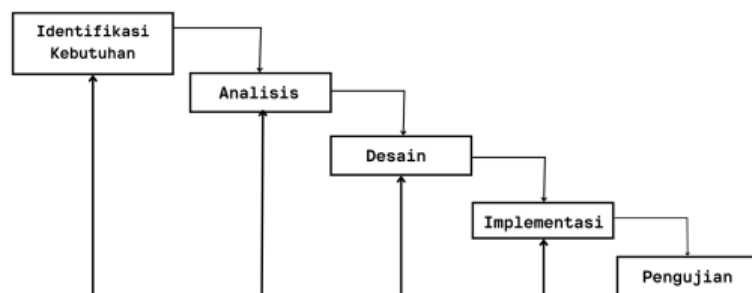 Identifikasi
Kebutuhan
Analisis
Desain
Implementasi
Pengujian